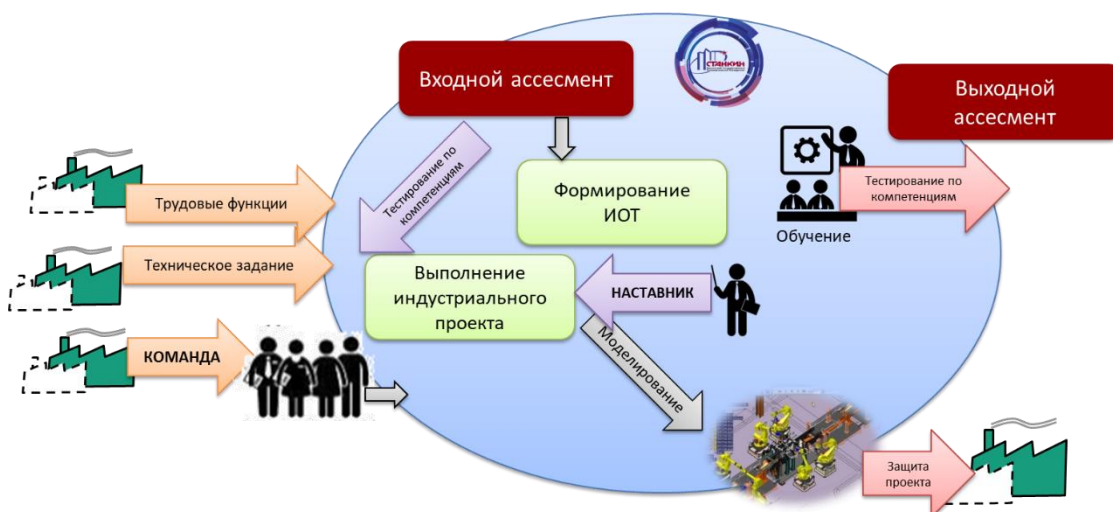 Входной ассесмент
СТАНКИН
Выходной
ассесмент
Тестирование по
компетенциям
Формирование
ИОТ
Тестирование по
компетенциям
Обучение
Трудовые функции
Техническое задание
Выполнение
индустриального
проекта
НАСТАВНИК
КОМАНДА
Моделирование
Защита
проекта